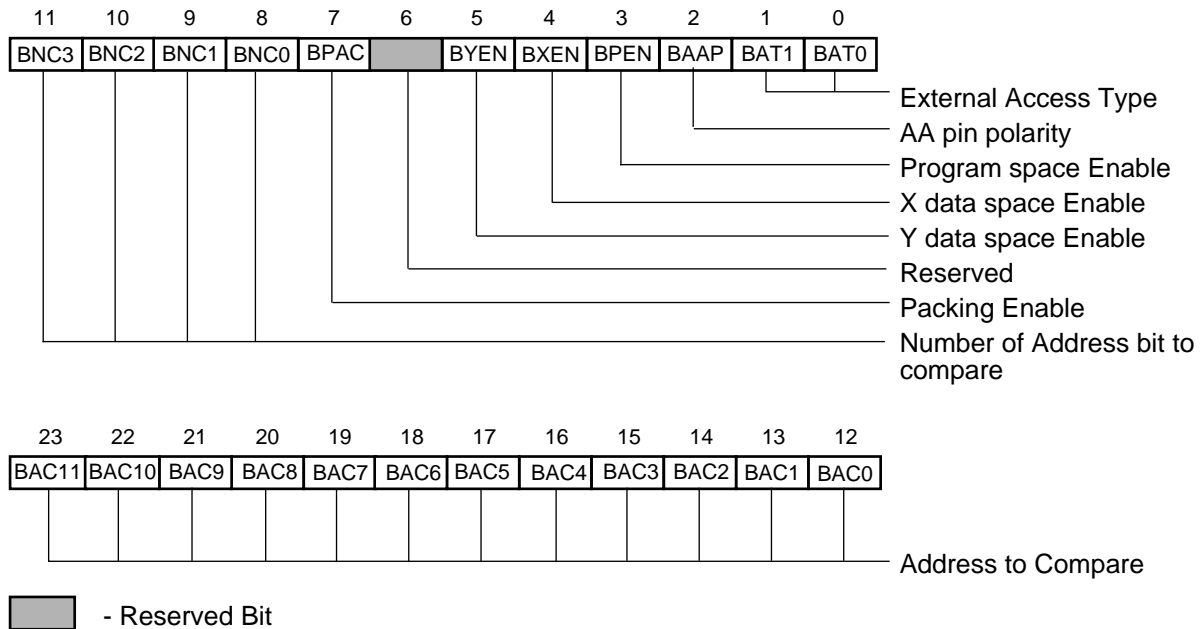 11 10 9 8 7 6 5 4 3 2 1 0
BNC3 BNC2 BNC1 BNC0 BPAC BYEN BXEN BPEN BAAP BAT1 BAT0
External Access Type
AA pin polarity
Program space Enable
X data space Enable
Y data space Enable
Reserved
Packing Enable
Number of Address bit to
compare
23 22 21 20 19 18 17 16 15 14 13 12
BAC11 BAC10 BAC9 BAC8 BAC7 BAC6 BAC5 BAC4 BAC3 BAC2 BAC1 BAC0
Address to Compare
- Reserved Bit